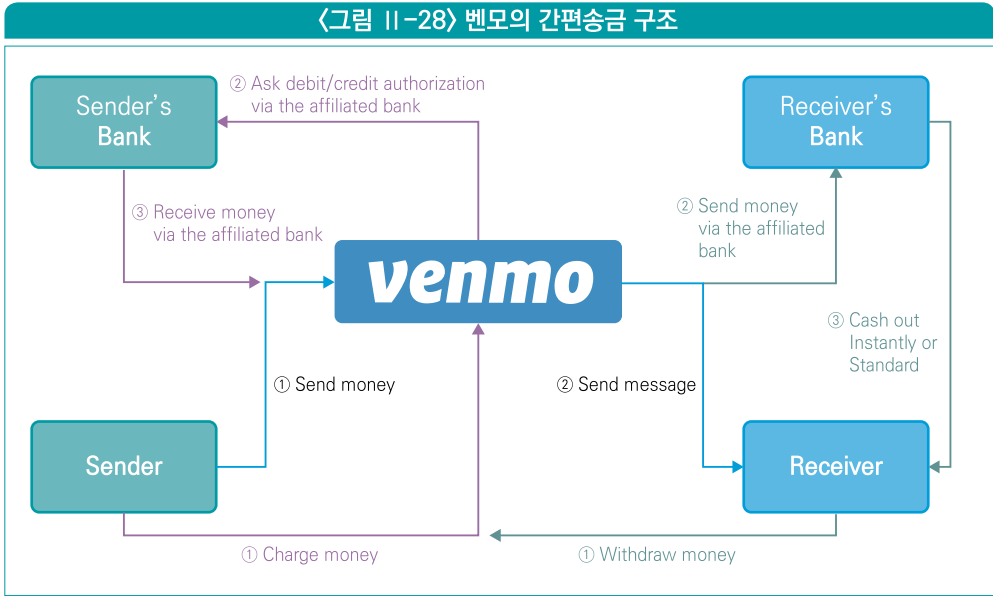 〈그림 Ⅱ-28〉 벤모의 간편송금 구조
Sender's
Bank
② Ask debit/credit authorization
via the affiliated bank
Receiver's
Bank
③ Receive money
via the affiliated bank
② Send money
via the affiliated
bank
venmo
③ Cash out
Instantly or
Standard
① Send money
② Send message
Sender
Receiver
① Charge money
① Withdraw money